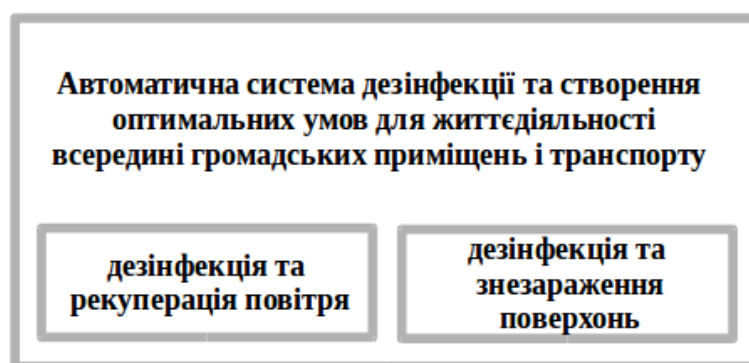 Автоматична система дезінфекції та створення
оптимальних умов для життєдіяльності
всередині громадських приміщень і транспорту
дезінфекція та
рекуперація повітря
дезінфекція та
знезараження
поверхонь